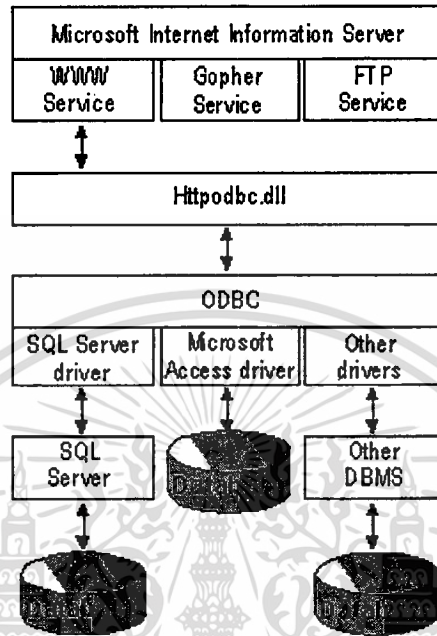 Microsoft Internet Information Server
WWW Service
Gopher Service
FTP Service
Httpodbc.dll
ODBC
SQL Server driver
Microsoft Access driver
Other drivers
SQL Server
Other DBMS